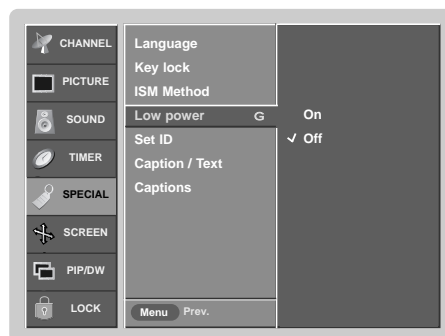 CHANNEL
PICTURE
SOUND
TIMER
SPECIAL
SCREEN
PIP/DW
LOCK
Language
Key lock
ISM Method
Low power G
Set ID
Caption / Text
Captions
Menu Prev.
On
✓ Off